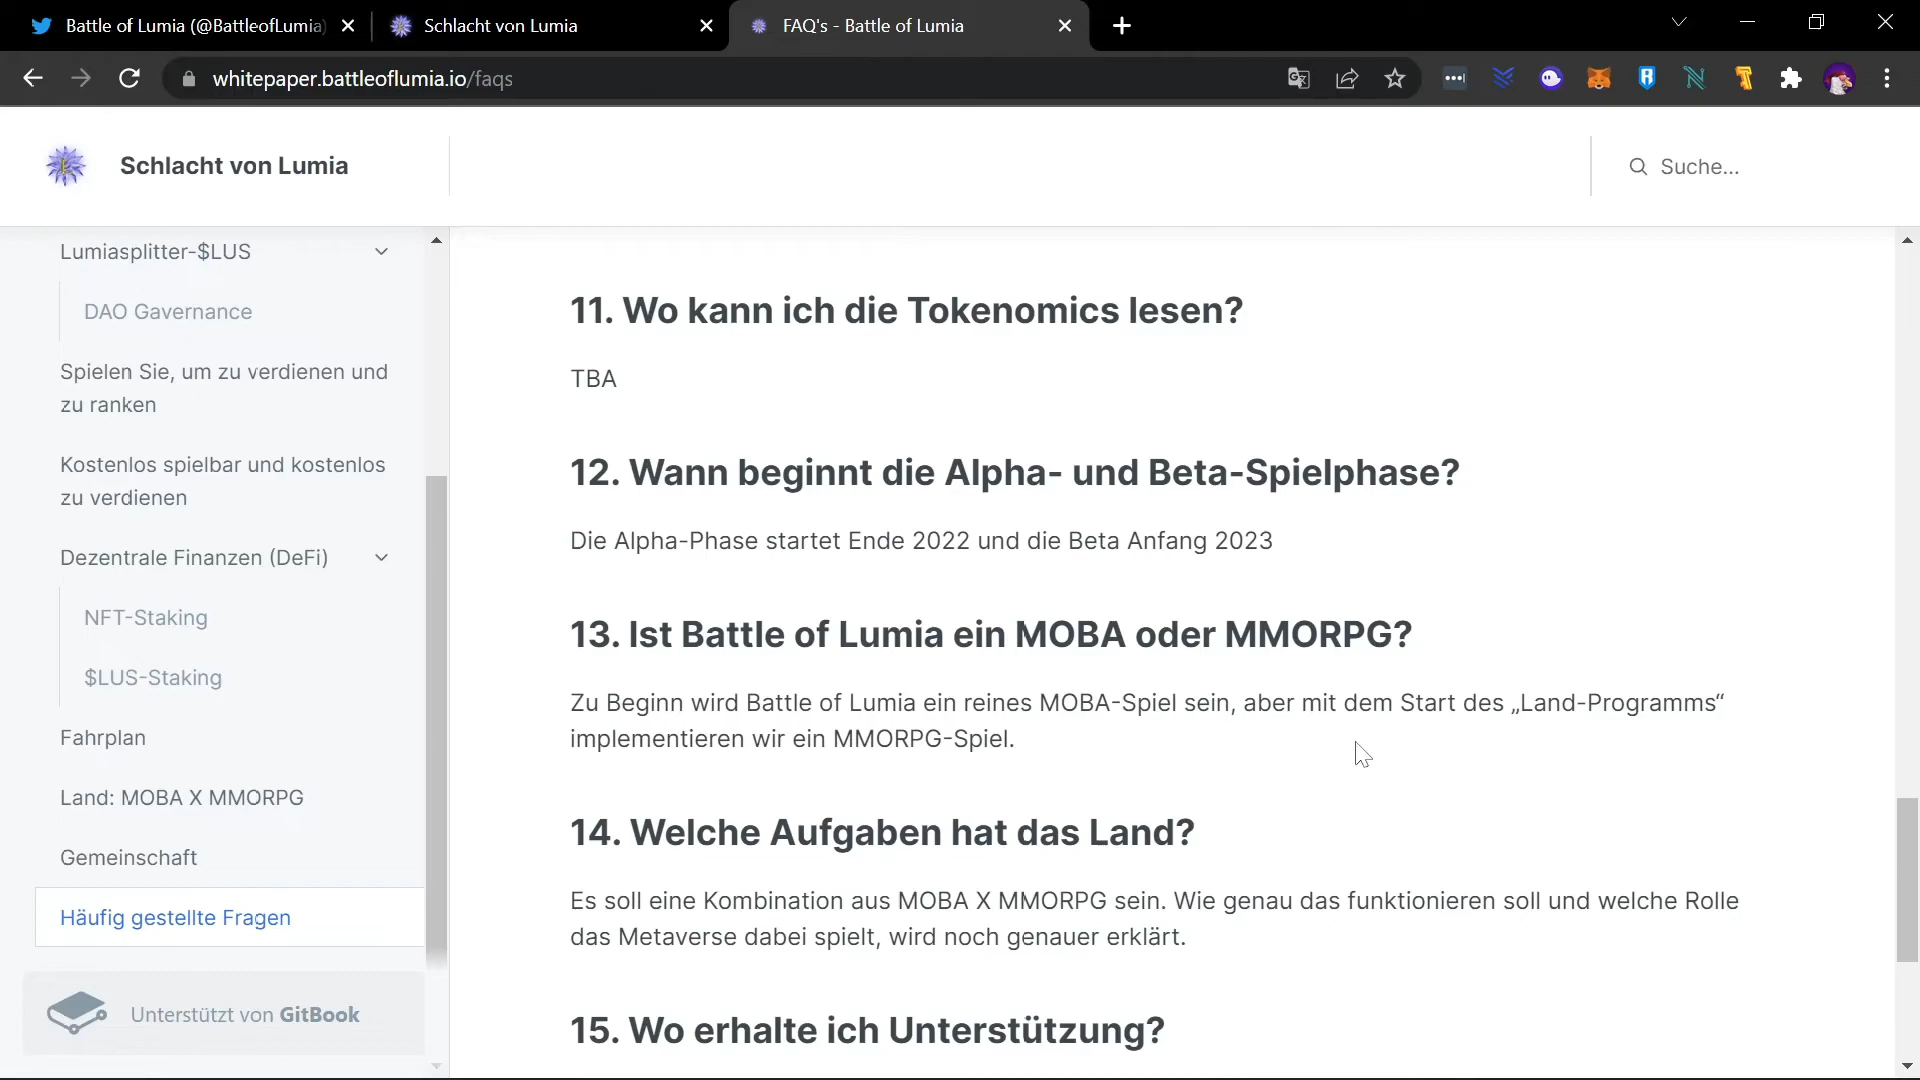 Battle of Lumia (@BattleofLumia)
Schlacht von Lumia
FAQ's - Battle of Lumia
whitepaper.battleoflumia.io/faqs
Schlacht von Lumia
Suche...
Lumiasplitter-$LUS
DAO Gavernance
Spielen Sie, um zu verdienen und
zu ranken
Kostenlos spielbar und kostenlos
zu verdienen
Dezentrale Finanzen (DeFi)
NFT-Staking
$LUS-Staking
Fahrplan
Land: MOBA X MMORPG
Gemeinschaft
Häufig gestellte Fragen
Unterstützt von GitBook
11. Wo kann ich die Tokenomics lesen?
TBA
12. Wann beginnt die Alpha- und Beta-Spielphase?
Die Alpha-Phase startet Ende 2022 und die Beta Anfang 2023
13. Ist Battle of Lumia ein MOBA oder MMORPG?
Zu Beginn wird Battle of Lumia ein reines MOBA-Spiel sein, aber mit dem Start des „Land-Programms“
implementieren wir ein MMORPG-Spiel.
14. Welche Aufgaben hat das Land?
Es soll eine Kombination aus MOBA X MMORPG sein. Wie genau das funktionieren soll und welche Rolle
das Metaverse dabei spielt, wird noch genauer erklärt.
15. Wo erhalte ich Unterstützung?